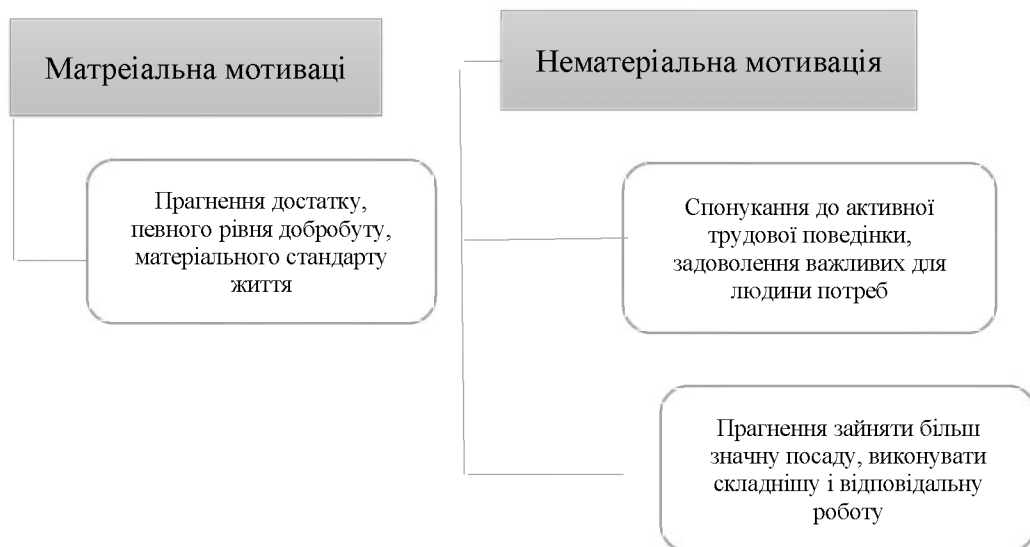 Матреіальна мотиваці
Прагнення достатку,
певного рівня добробуту,
матеріального стандарту
життя
Нематеріальна мотивація
Спонукання до активної
трудової поведінки,
задоволення важливих для
людини потреб
Прагнення зайняти більш
значну посаду, виконувати
складнішу і відповідальну
роботу